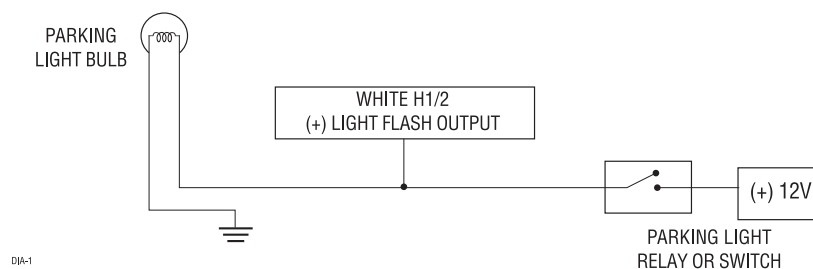 PARKING
LIGHT BULB
WHITE H1/2
(+) LIGHT FLASH OUTPUT
(+) 12V
PARKING LIGHT
RELAY OR SWITCH
DIA-1